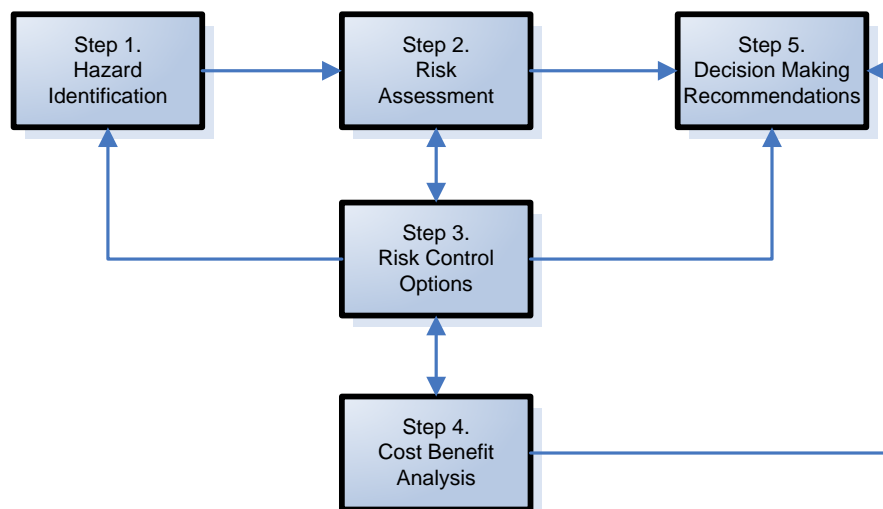 Step 1.
Hazard
Identification
Step 2.
Risk
Assessment
Step 5.
Decision Making
Recommendations
Step 3.
Risk Control
Options
Step 4.
Cost Benefit
Analysis